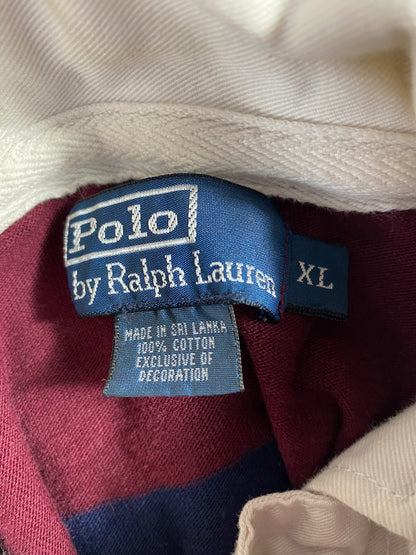 Polo
by Ralph Lauren
XL
MADE IN SRI LANKA
100% COTTON
EXCLUSIVE OF
DECORATION